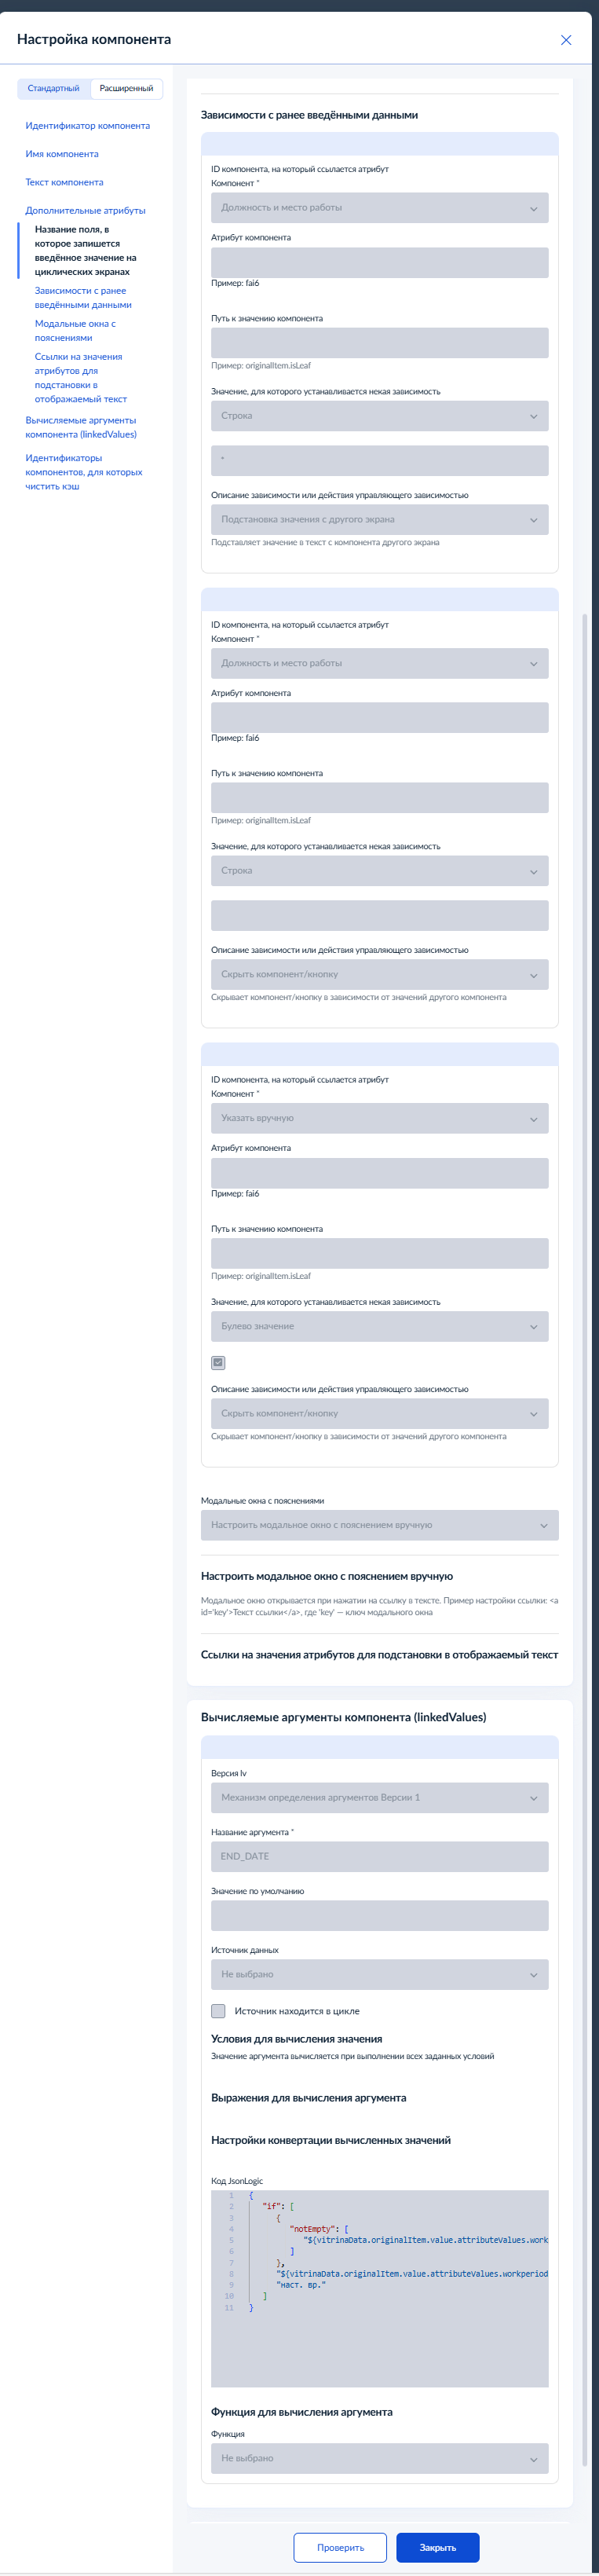 Настройка компонента
Стандартный
Расширенный
Идентификатор компонента
Имя компонента
Текст компонента
Дополнительные атрибуты
Название поля, в
которое запишется
введённое значение на
циклических экранах
Зависимости с ранее
введёнными данными
Модальные окна с
пояснениями
Ссылки на значения
атрибутов для
подстановки в
отображаемый текст
Вычисляемые аргументы
компонента (linkedValues)
Идентификаторы
компонентов, для которых
чистить кэш
Зависимости с ранее введёнными данными
ID компонента, на который ссылается атрибут
Компонент *
Должность и место работы
Атрибут компонента
Пример: fai6
Путь к значению компонента
Пример: originalItem.isLeaf
Значение, для которого устанавливается некая зависимость
Строка
*
Описание зависимости или действия управляющего зависимостью
Подстановка значения с другого экрана
Подставляет значение в текст с компонента другого экрана
ID компонента, на который ссылается атрибут
Компонент *
Должность и место работы
Атрибут компонента
Пример: fai6
Путь к значению компонента
Пример: originalItem.isLeaf
Значение, для которого устанавливается некая зависимость
Строка
Описание зависимости или действия управляющего зависимостью
Скрыть компонент/кнопку
Скрывает компонент/кнопку в зависимости от значений другого компонента
ID компонента, на который ссылается атрибут
Компонент *
Указать вручную
Атрибут компонента
Пример: fai6
Путь к значению компонента
Пример: originalItem.isLeaf
Значение, для которого устанавливается некая зависимость
Булево значение
Описание зависимости или действия управляющего зависимостью
Скрыть компонент/кнопку
Скрывает компонент/кнопку в зависимости от значений другого компонента
Модальные окна с пояснениями
Настроить модальное окно с пояснением вручную
Настроить модальное окно с пояснением вручную
Модальное окно открывается при нажатии на ссылку в тексте. Пример настройки ссылки: <a
id='key'>Текст ссылки</a>, где 'key' — ключ модального окна
Ссылки на значения атрибутов для подстановки в отображаемый текст
Вычисляемые аргументы компонента (linkedValues)
Версия lv
Механизм определения аргументов Версии 1
Название аргумента *
END_DATE
Значение по умолчанию
Источник данных
Не выбрано
Источник находится в цикле
Условия для вычисления значения
Значение аргумента вычисляется при выполнении всех заданных условий
Выражения для вычисления аргумента
Настройки конвертации вычисленных значений
Код JsonLogic
1 {
2 "if": [
3 {
4 "notEmpty": [
5 "${vitrinaData.originalItem.value.attributeValues.work
6 ]
7 },
8 "${vitrinaData.originalItem.value.attributeValues.workperiod
9 "наст. вр."
10 ]
11 }
Функция для вычисления аргумента
Функция
Не выбрано
Проверить
Закрыть